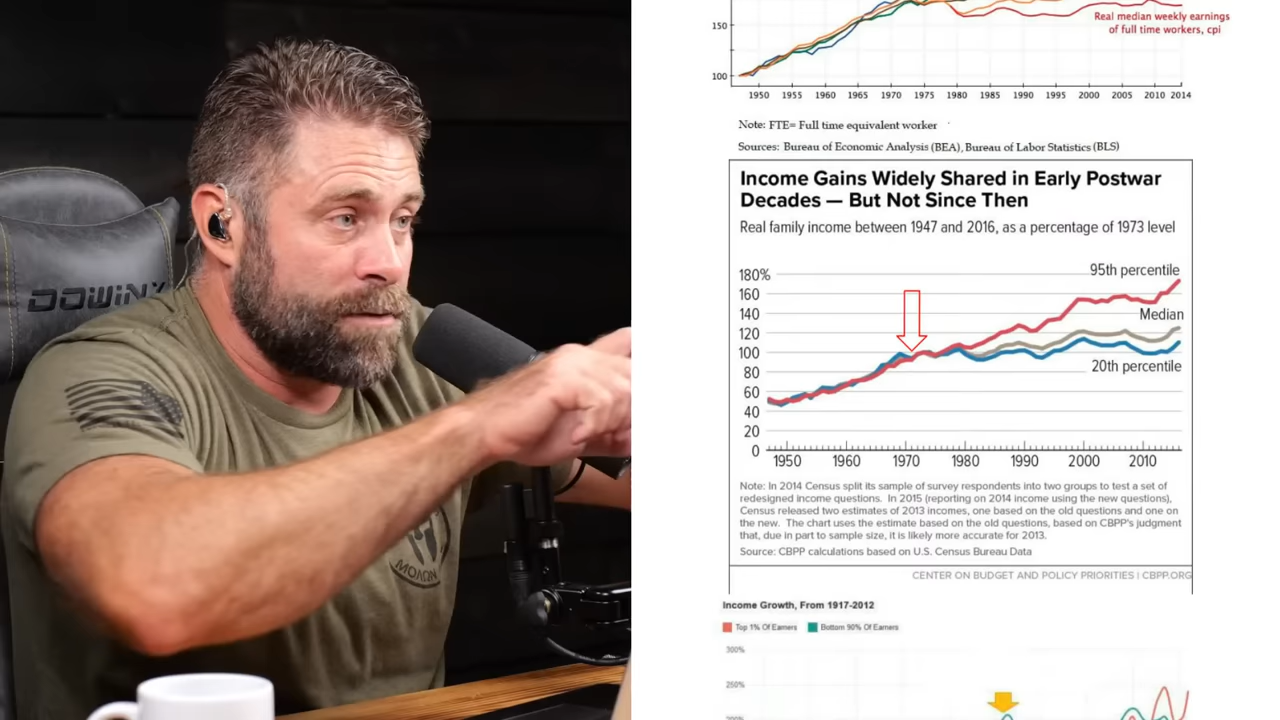 DOWINX
150
Real median weekly earnings
of full time workers, cpi
100
1950 1955 1960 1965 1970 1975 1980 1985 1990 1995 2000 2005 2010 2014
Note: FTE= Full time equivalent worker
Sources: Bureau of Economic Analysis (BEA), Bureau of Labor Statistics (BLS)
Income Gains Widely Shared in Early Postwar
Decades — But Not Since Then
Real family income between 1947 and 2016, as a percentage of 1973 level
180%
95th percentile
160
Median
140
120
100
20th percentile
80
60
40
20
0
1950 1960 1970 1980 1990 2000 2010
Note: In 2014 Census split its sample of survey respondents into two groups to test a set of
redesigned income questions. In 2015 (reporting on 2014 income using the new questions),
Census released two estimates of 2013 incomes, one based on the old questions and one on
the new. The chart uses the estimate based on the old questions, based on CBPP's judgment
that, due in part to sample size, it is likely more accurate for 2013.
Source: CBPP calculations based on U.S. Census Bureau Data
CENTER ON BUDGET AND POLICY PRIORITIES | CBPP.ORG
Income Growth, From 1917-2012
Top 1% Of Earners Bottom 90% Of Earners
300%
250%
200%